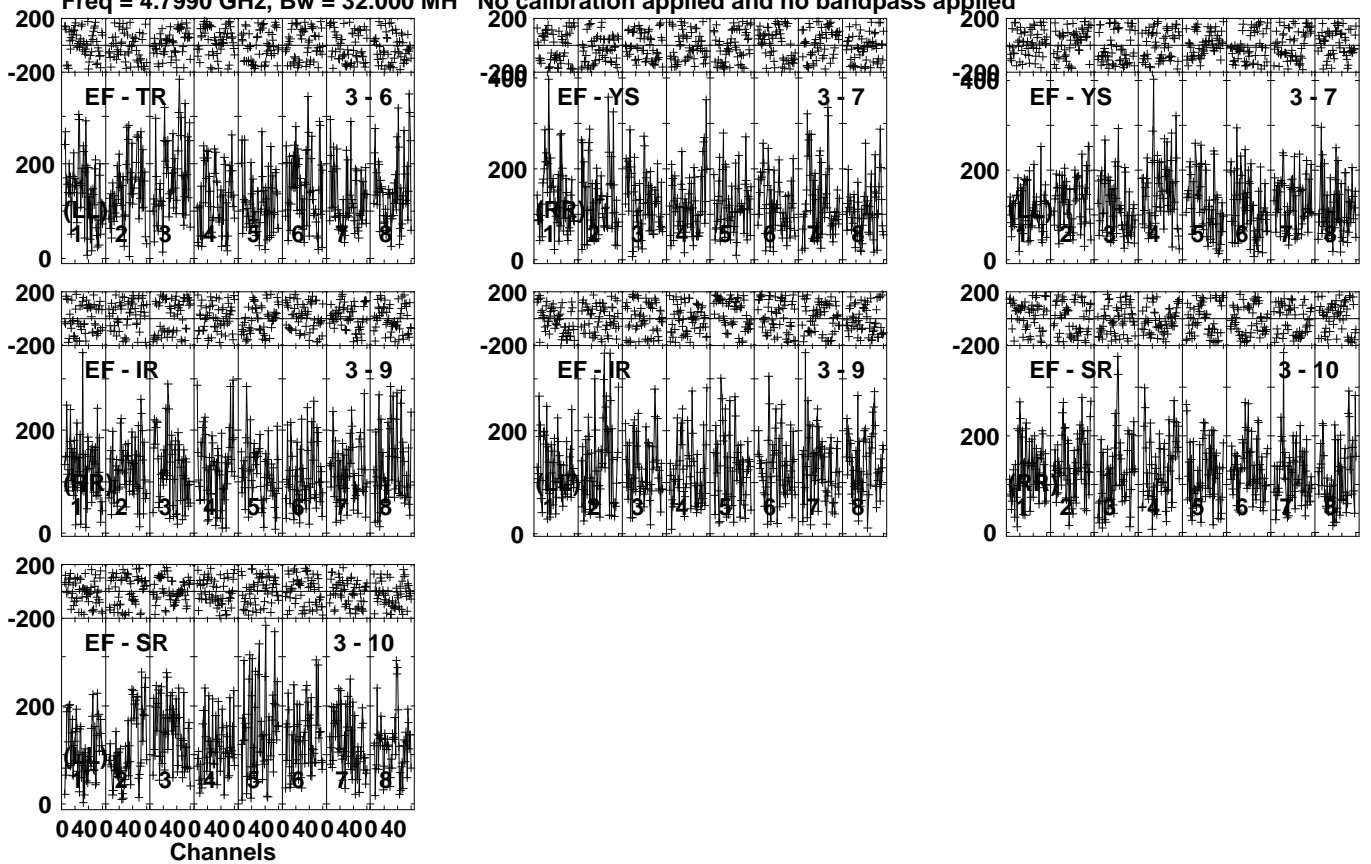 Freq = 4.7990 GHz, Bw = 32.000 MH No calibration applied and no bandpass applied
200 200 200
-200 -200 -200
400 400
EF - TR 3 - 6 EF - YS 3 - 7 EF - YS 3 - 7
200 200 200
(LL) (RR) (LL)
1 2 3 4 5 6 7 8 1 2 3 4 5 6 7 8 1 2 3 4 5 6 7 8
0 0 0
200 200 200
-200 -200 -200
EF - IR 3 - 9 EF - IR 3 - 9 EF - SR 3 - 10
200 200 200
(RR) (LL) (RR)
1 2 3 4 5 6 7 8 1 2 3 4 5 6 7 8 1 2 3 4 5 6 7 8
0 0 0
200
-200
EF - SR 3 - 10
200
(LL)
1 2 3 4 5 6 7 8
0
0 40 0 40 0 40 0 40 0 40 0 40 0 40 0 40
Channels